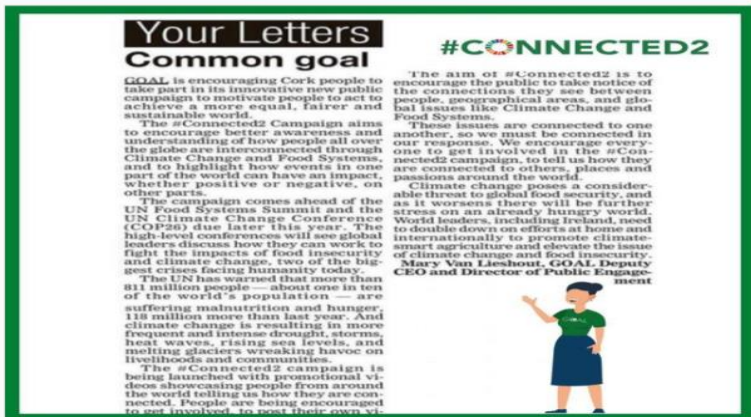 Your Letters
Common goal
GOAL is encouraging Cork people to
take part in its innovative new public
campaign to motivate people to act to
achieve a more equal, fairer and
sustainable world.
The #Connected2 Campaign aims
to encourage better awareness and
understanding of how people all over
the globe are interconnected through
Climate Change and Food Systems,
and to highlight how events in one
part of the world can have an impact,
whether positive or negative, on
other parts.
The campaign comes ahead of the
UN Food Systems Summit and the
UN Climate Change Conference
(COP26) due later this year. The
high-level conferences will see global
leaders discuss how they can work to
fight the impacts of food insecurity
and climate change, two of the big-
gest crises facing humanity today.
The UN has warned that more than
811 million people — about one in ten
of the world's population — are
suffering malnutrition and hunger,
118 million more than last year. And
climate change is resulting in more
frequent and intense drought, storms,
heat waves, rising sea levels, and
melting glaciers wreaking havoc on
livelihoods and communities.
The #Connected2 campaign is
being launched with promotional vi-
deos showcasing people from around
the world telling us how they are con-
nected. People are being encouraged
to get involved, to post their own vi-
#CONNECTED2
The aim of #Connected2 is to
encourage the public to take notice of
the connections they see between
people, geographical areas, and glo-
bal issues like Climate Change and
Food Systems.
These issues are connected to one
another, so we must be connected in
our response. We encourage every-
one to get involved in the #Con-
nected2 campaign, to tell us how they
are connected to others, places and
passions around the world.
Climate change poses a consider-
able threat to global food security, and
as it worsens there will be further
stress on an already hungry world.
World leaders, including Ireland, need
to double down on efforts at home and
internationally to promote climate-
smart agriculture and elevate the issue
of climate change and food insecurity.
Mary Van Lieshout, GOAL Deputy
CEO and Director of Public Engage-
ment
GOAL